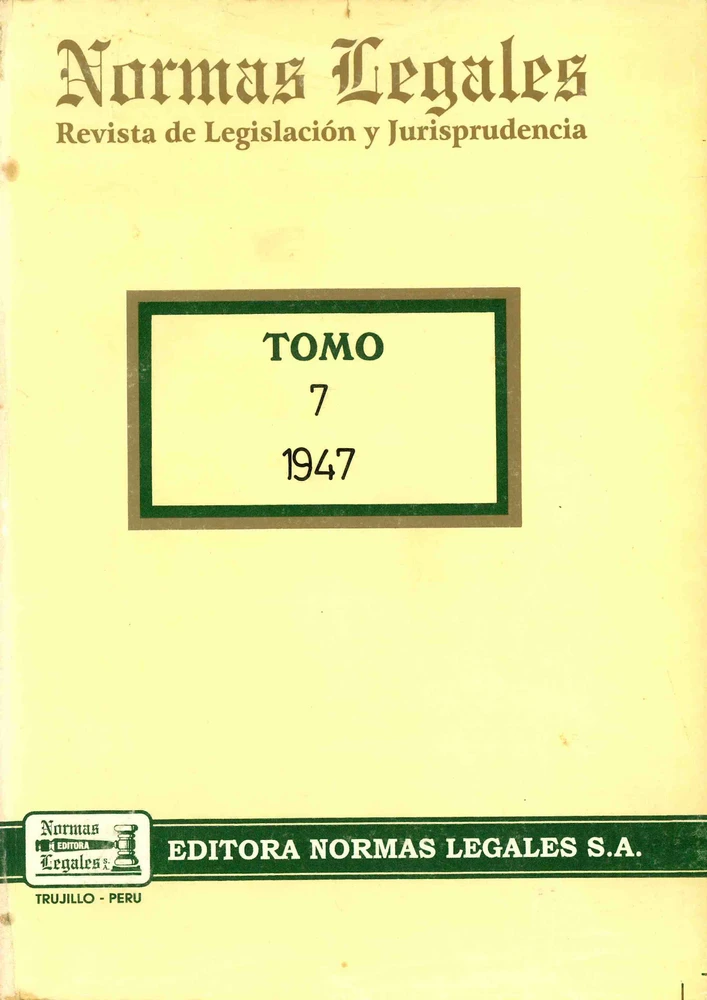 Normas Legales
Revista de Legislación y Jurisprudencia
TOMO
7
1947
Normas
EDITORA
Legales S.A.
EDITORA NORMAS LEGALES S.A.
TRUJILLO - PERU